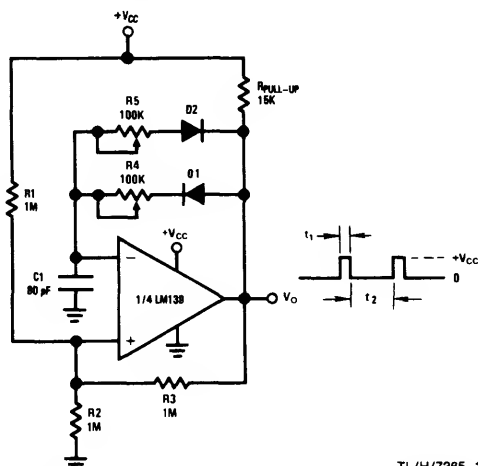 +VCC
RPULL-UP
15K
R5
100K
D2
R4
100K
D1
R1
1M
+VCC
C1
80 pF
−
1/4 LM139
+
VO
t1
+VCC
0
t2
R3
1M
R2
1M